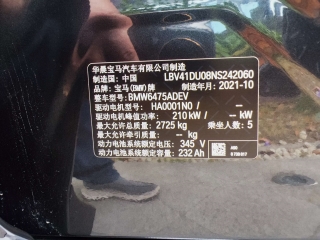 华晨宝马汽车有限公司制造
制造国: 中国 LBV41DU08NS242060
品牌: 宝马(BMW)牌 制造年月: 2021-10
整车型号: BMW6475ADEV
驱动电机型号: HA0001N0 / --
驱动电机峰值功率: 210 kW / -- kW
最大允许总质量: 2725 kg 乘坐人数: 5
最大允许牵引质量: -- kg
动力电池系统额定电压: 345 V
动力电池系统额定容量: 232 Ah